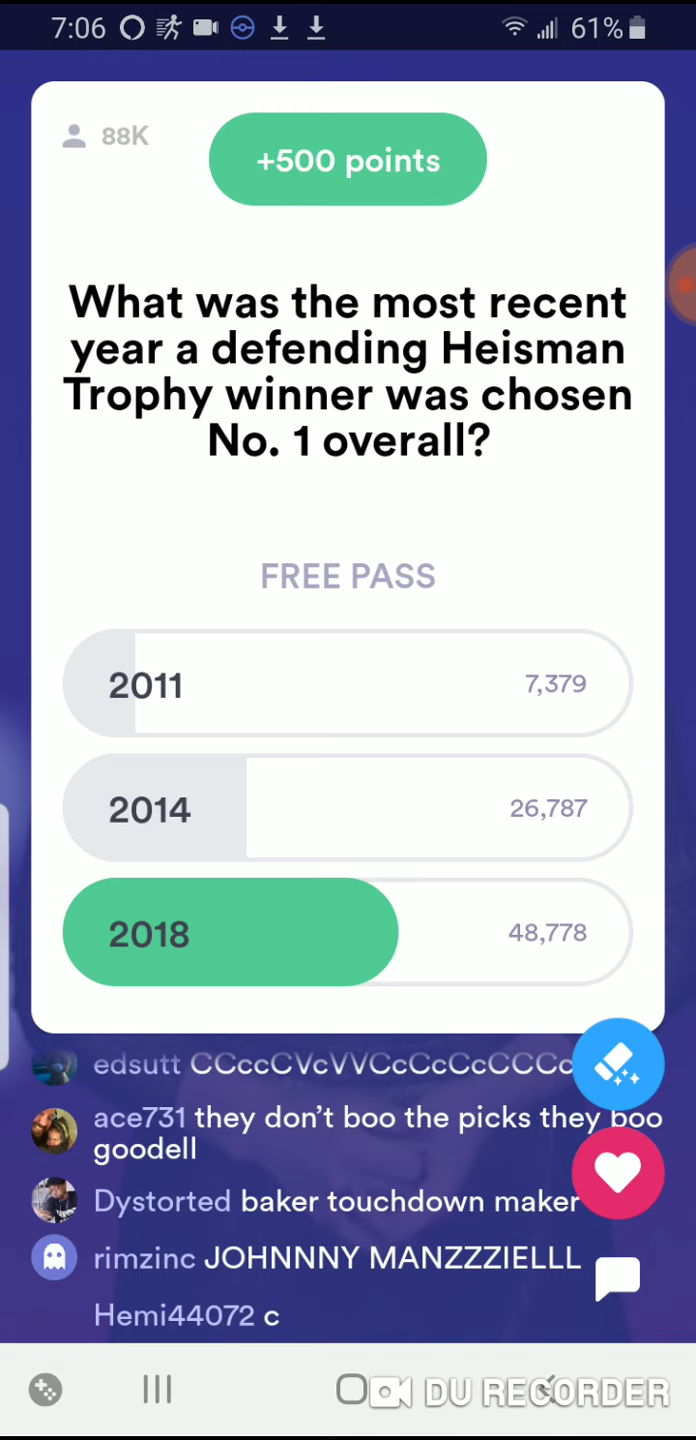 7:06 61%
88K
+500 points
What was the most recent
year a defending Heisman
Trophy winner was chosen
No. 1 overall?
FREE PASS
2011 7,379
2014 26,787
2018 48,778
edsutt CCccCVcVVCcCcCcCCCc
ace731 they don't boo the picks they boo
goodell
Dystorted baker touchdown maker
rimzinc JOHNNNY MANZZZIELLL
Hemi44072 c
DU RECORDER